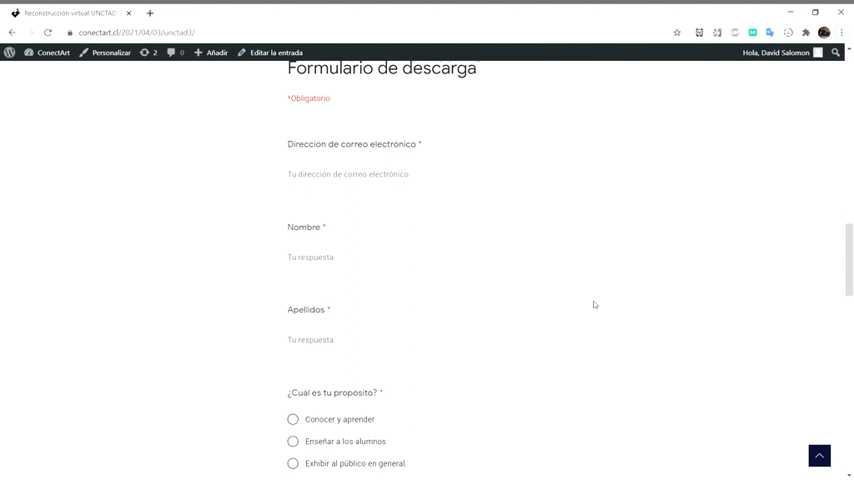 Reconstrucción virtual UNCTAD
conectart.cl/2021/04/03/unctad3/
ConectArt Personalizar 2 0 Añadir Editar la entrada Hola, David Salomon
Formulario de descarga
*Obligatorio
Dirección de correo electrónico *
Tu dirección de correo electrónico
Nombre *
Tu respuesta
Apellidos *
Tu respuesta
¿Cuál es tu propósito? *
Conocer y aprender
Enseñar a los alumnos
Exhibir al público en general.